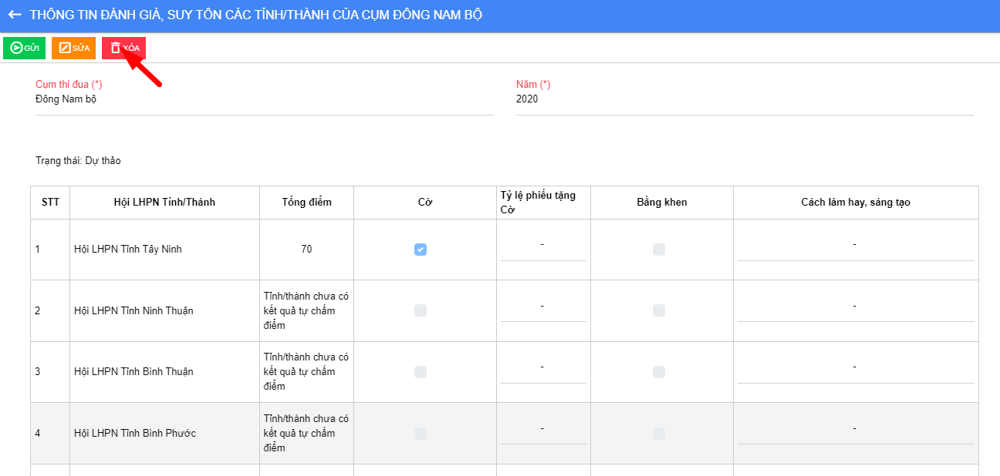 THÔNG TIN ĐÁNH GIÁ, SUY TÔN CÁC TỈNH/THÀNH CỦA CỤM ĐÔNG NAM BỘ
GỬI SỬA XÓA
Cụm thi đua (*) Năm (*)
Đông Nam bộ 2020
Trạng thái: Dự thảo
STT Hội LHPN Tỉnh/Thành Tổng điểm Cờ Tỷ lệ phiếu tặng Bằng khen Cách làm hay, sáng tạo
Cờ
1 Hội LHPN Tỉnh Tây Ninh 70 - -
Tỉnh/thành chưa có
2 Hội LHPN Tỉnh Ninh Thuận kết quả tự chấm - -
điểm
Tỉnh/thành chưa có
3 Hội LHPN Tỉnh Bình Thuận kết quả tự chấm - -
điểm
Tỉnh/thành chưa có
4 Hội LHPN Tỉnh Bình Phước kết quả tự chấm - -
điểm